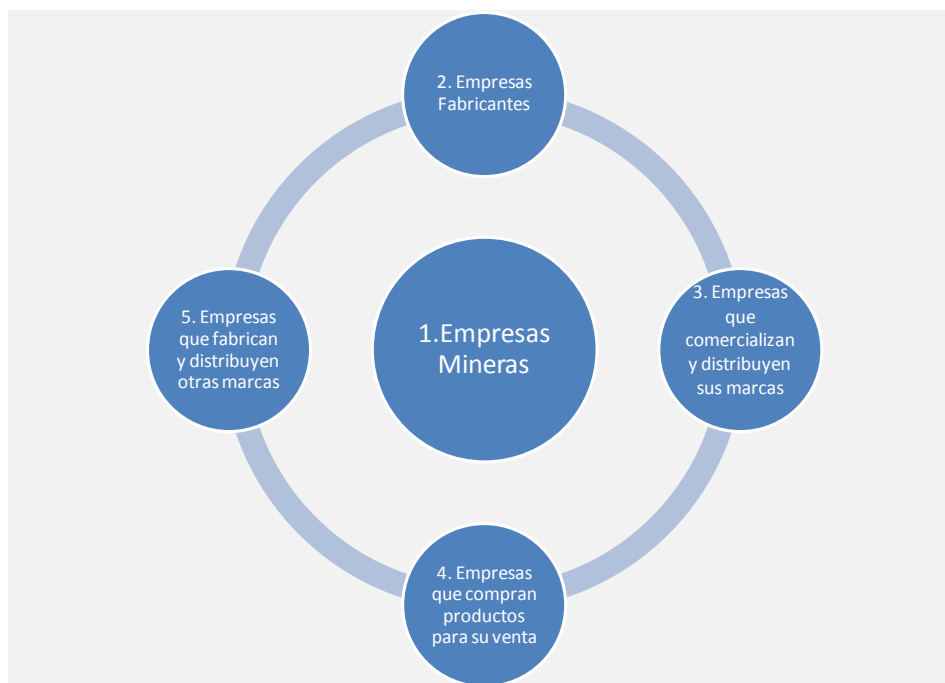 2. Empresas
Fabricantes
1.Empresas
Mineras
3. Empresas
que
comercializan
y distribuyen
sus marcas
4. Empresas
que compran
productos
para su venta
5. Empresas
que fabrican
y distribuyen
otras marcas